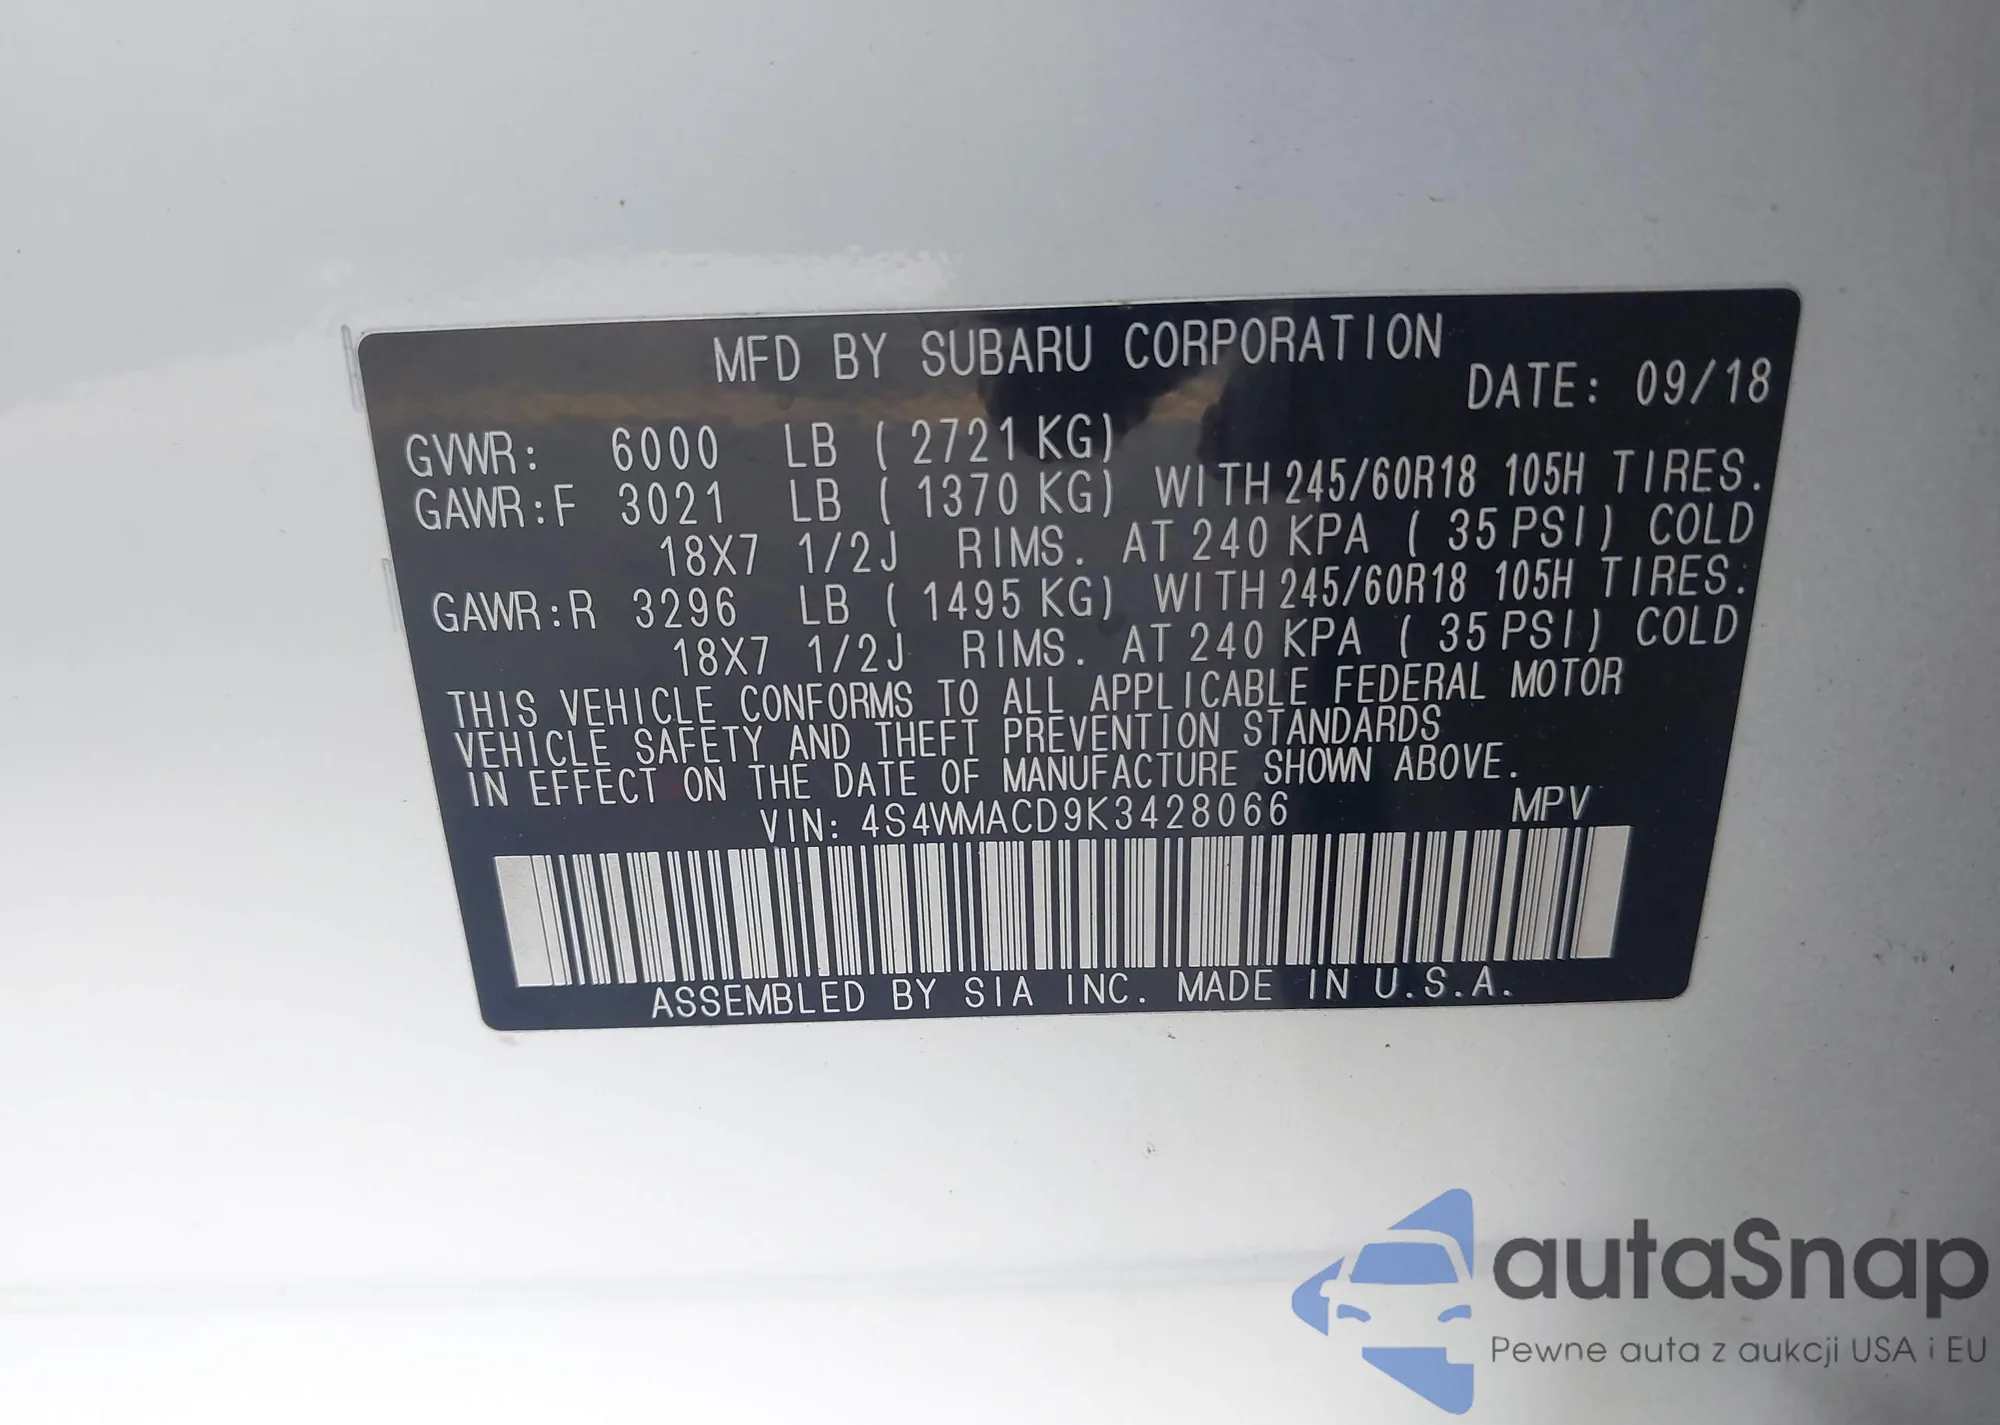 MFD BY SUBARU CORPORATION
DATE: 09/18
GVWR: 6000 LB ( 2721 KG)
GAWR:F 3021 LB ( 1370 KG) WITH 245/60R18 105H TIRES.
18X7 1/2J RIMS. AT 240 KPA ( 35 PSI) COLD
GAWR:R 3296 LB ( 1495 KG) WITH 245/60R18 105H TIRES.
18X7 1/2J RIMS. AT 240 KPA ( 35 PSI) COLD
THIS VEHICLE CONFORMS TO ALL APPLICABLE FEDERAL MOTOR
VEHICLE SAFETY AND THEFT PREVENTION STANDARDS
IN EFFECT ON THE DATE OF MANUFACTURE SHOWN ABOVE.
VIN: 4S4WMACD9K3428066 MPV
ASSEMBLED BY SIA INC. MADE IN U.S.A.
autaSnap
Pewne auta z aukcji USA i EU